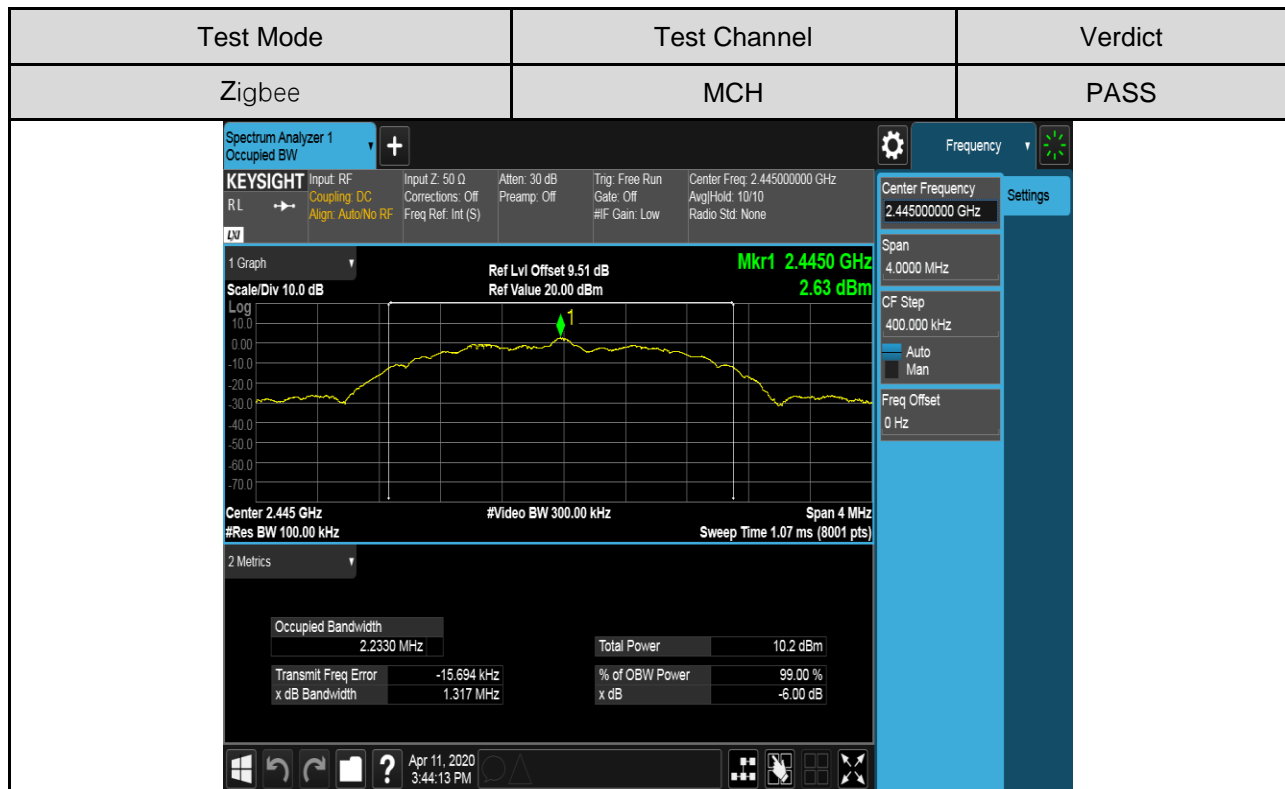 Test Mode Test Channel Verdict
Zigbee MCH PASS
Spectrum Analyzer 1
Occupied BW
+
Frequency
KEYSIGHT
R L
LXI
Input: RF
Coupling: DC
Align: Auto/No RF
Input Z: 50 Ω
Corrections: Off
Freq Ref: Int (S)
Atten: 30 dB
Preamp: Off
Trig: Free Run
Gate: Off
#IF Gain: Low
Center Freq: 2.445000000 GHz
Avg|Hold: 10/10
Radio Std: None
Center Frequency
2.445000000 GHz
Settings
Span
4.0000 MHz
CF Step
400.000 kHz
Auto
Man
Freq Offset
0 Hz
1 Graph
Scale/Div 10.0 dB
Ref Lvl Offset 9.51 dB
Ref Value 20.00 dBm
Mkr1 2.4450 GHz
2.63 dBm
Log
10.0
0.00
-10.0
-20.0
-30.0
-40.0
-50.0
-60.0
-70.0
1
Center 2.445 GHz #Video BW 300.00 kHz Span 4 MHz
#Res BW 100.00 kHz Sweep Time 1.07 ms (8001 pts)
2 Metrics
Occupied Bandwidth
2.2330 MHz
Total Power 10.2 dBm
Transmit Freq Error -15.694 kHz % of OBW Power 99.00 %
x dB Bandwidth 1.317 MHz x dB -6.00 dB
?
Apr 11, 2020
3:44:13 PM